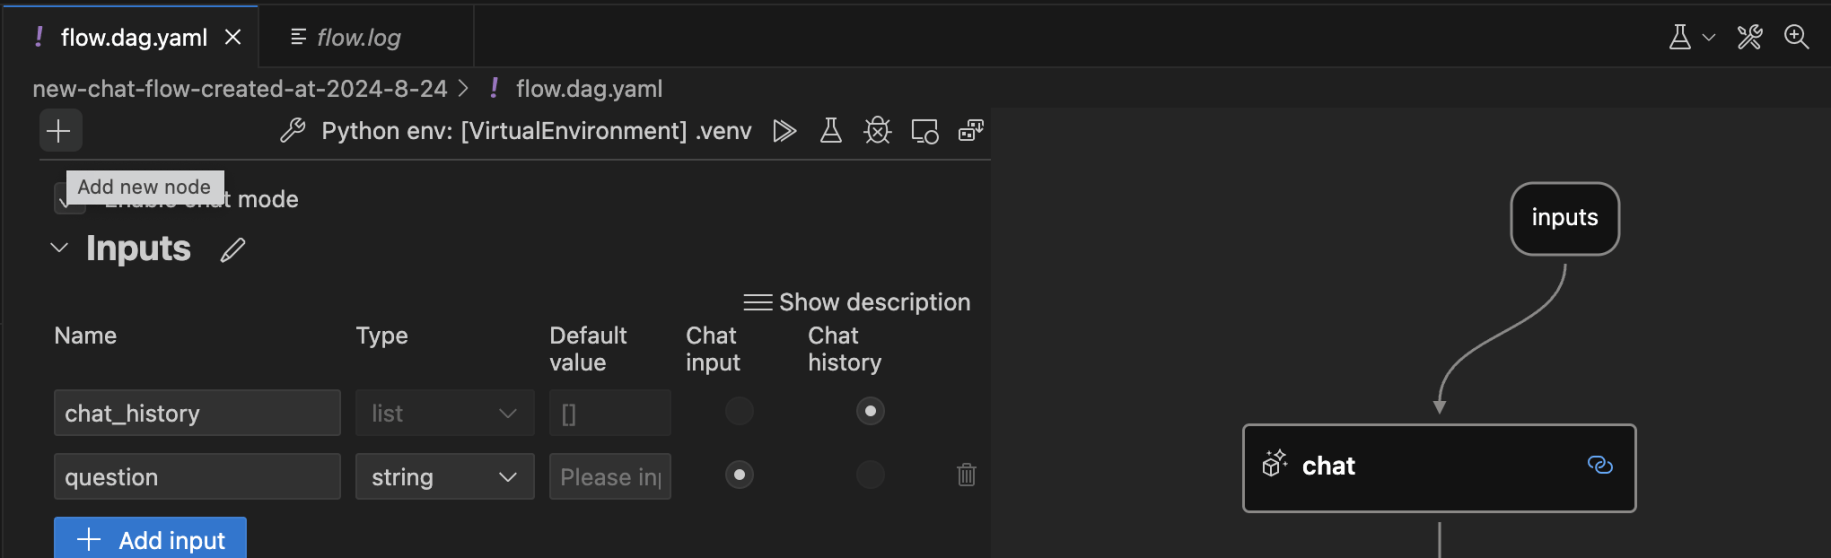 ! flow.dag.yaml
flow.log
new-chat-flow-created-at-2024-8-24 > ! flow.dag.yaml
Python env: [VirtualEnvironment] .venv
Add new node
chat mode
Inputs
Show description
Name Type Default value Chat input Chat history
chat_history list []
question string Please in
+ Add input
inputs
chat